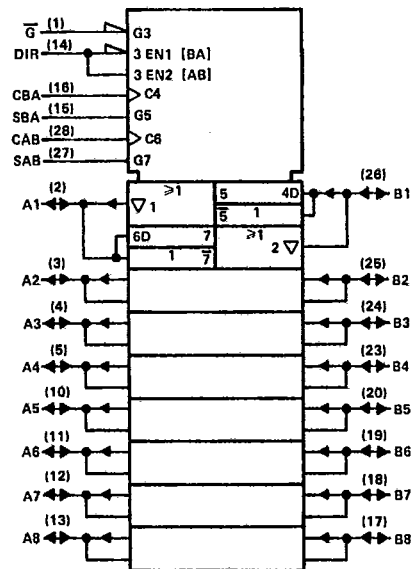 G̅ (1) G3
DIR (14) 3 EN1 [BA]
3 EN2 [AB]
CBA (16) C4
SBA (15) G5
CAB (28) C6
SAB (27) G7
A1 (2) ≥1 ▽ 1 5 4D (26) B1
5̅ 1
6D 7 ≥1
1 7̅ 2 ▽
A2 (3) (25) B2
A3 (4) (24) B3
A4 (5) (23) B4
A5 (10) (20) B5
A6 (11) (19) B6
A7 (12) (18) B7
A8 (13) (17) B8